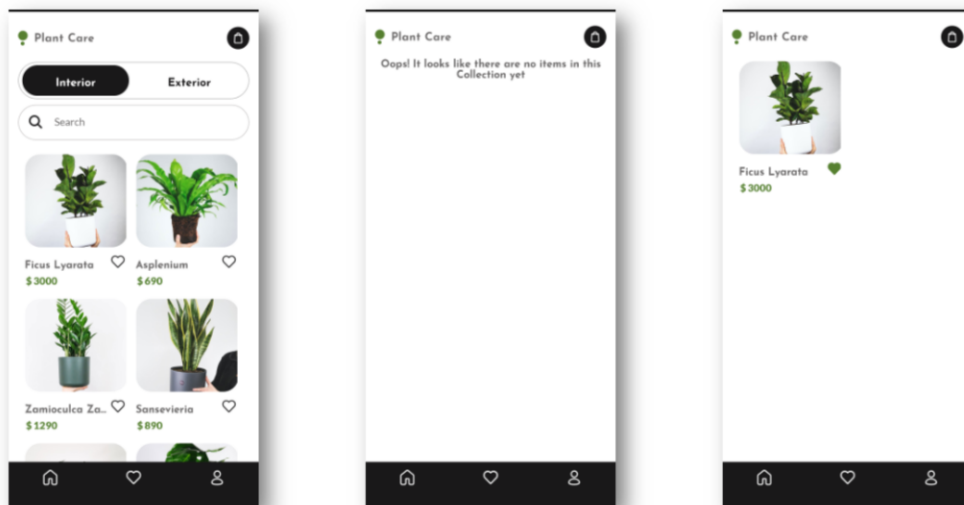 Plant Care
Interior Exterior
Search
Ficus Lyarata
$3000
Asplenium
$690
Zamioculca Za...
$1290
Sansevieria
$890
Plant Care
Oops! It looks like there are no items in this
Collection yet
Plant Care
Ficus Lyarata
$3000